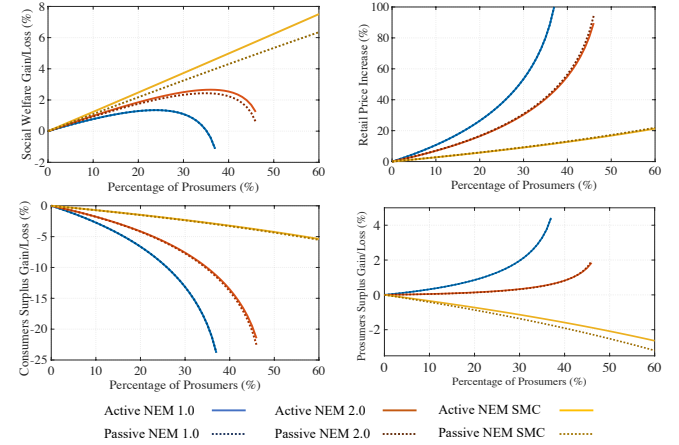 Social Welfare Gain/Loss (%)
8
6
4
2
0
-2
0 10 20 30 40 50 60
Percentage of Prosumers (%)
Retail Price Increase (%)
100
80
60
40
20
0
0 10 20 30 40 50 60
Percentage of Prosumers (%)
Consumers Surplus Gain/Loss (%)
0
-5
-10
-15
-20
-25
0 10 20 30 40 50 60
Percentage of Prosumers (%)
Prosumers Surplus Gain/Loss (%)
4
2
0
-2
0 10 20 30 40 50 60
Percentage of Prosumers (%)
Active NEM 1.0 Active NEM 2.0 Active NEM SMC
Passive NEM 1.0 Passive NEM 2.0 Passive NEM SMC